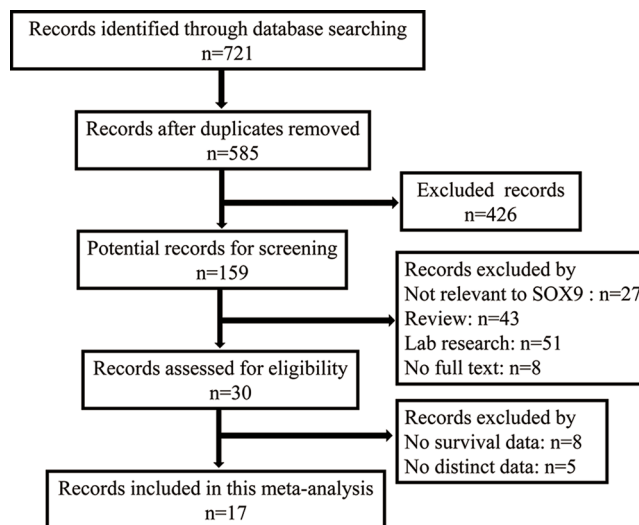 Records identified through database searching
n=721
Records after duplicates removed
n=585
Excluded records
n=426
Potential records for screening
n=159
Records excluded by
Not relevant to SOX9 : n=27
Review: n=43
Lab research: n=51
No full text: n=8
Records assessed for eligibility
n=30
Records excluded by
No survival data: n=8
No distinct data: n=5
Records included in this meta-analysis
n=17